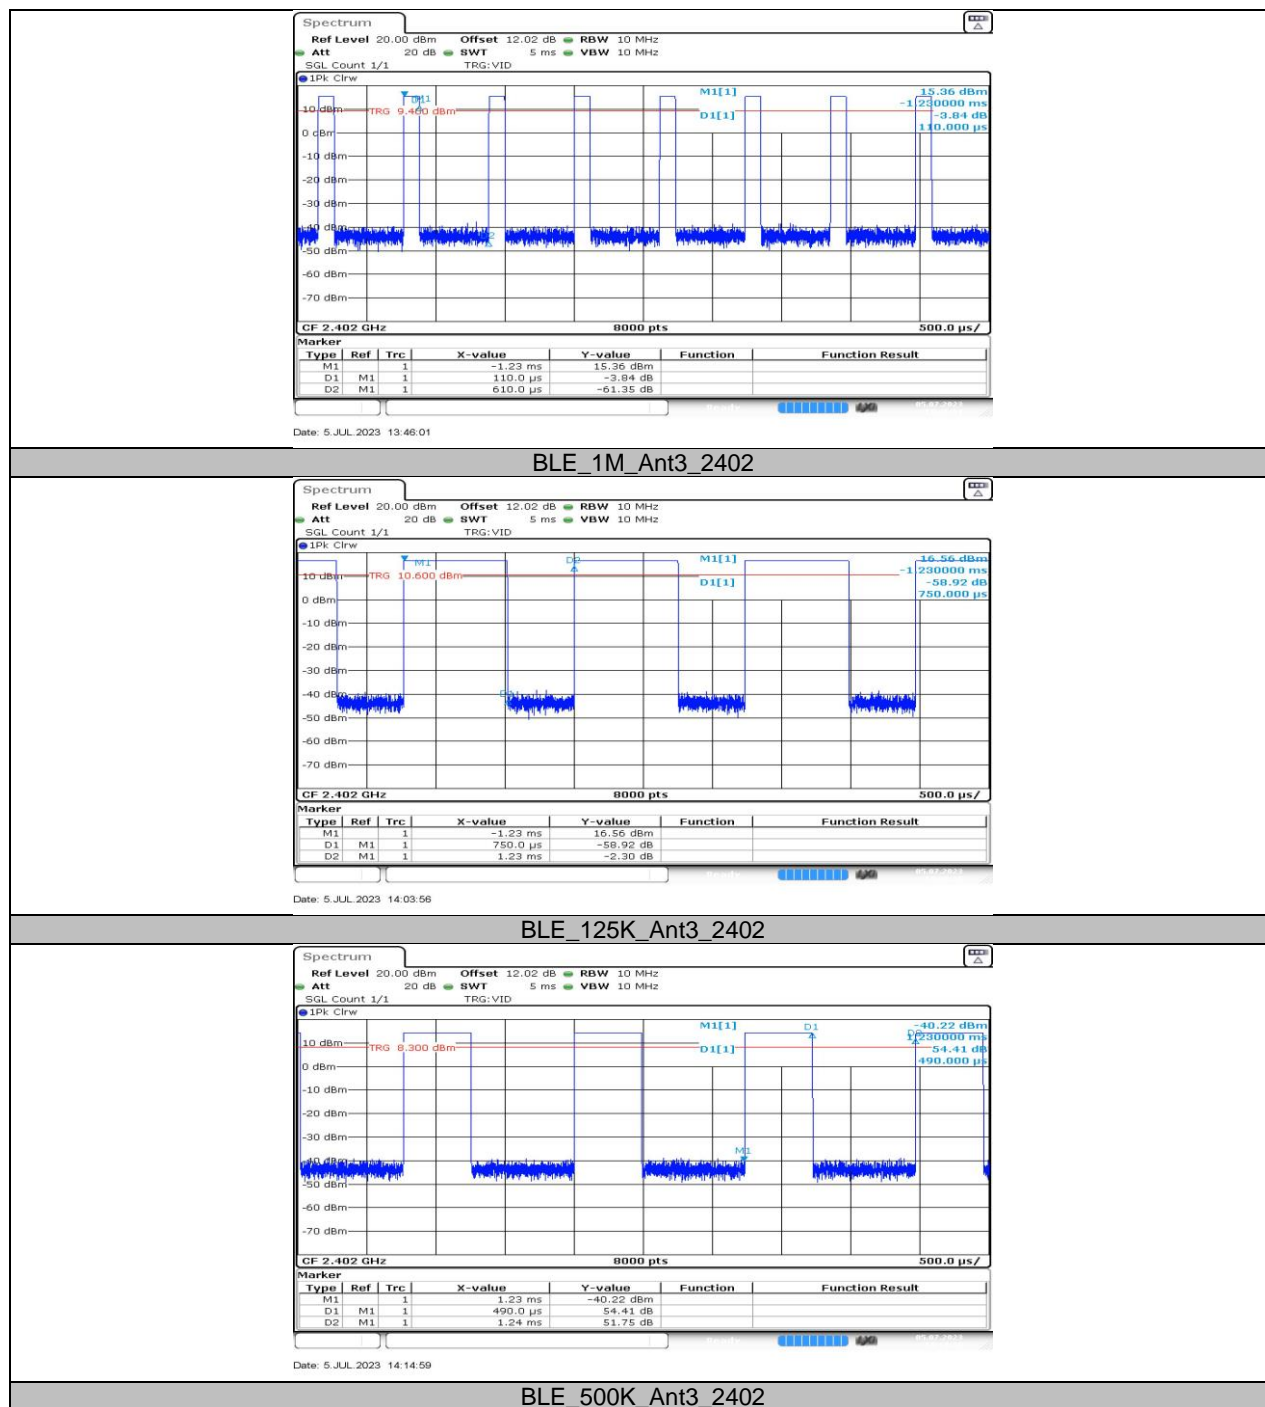 Spectrum
Ref Level 20.00 dBm Offset 12.02 dB RBW 10 MHz
Att 20 dB SWT 5 ms VBW 10 MHz
SGL Count 1/1 TRG:VID
1Pk Clrw
M1[1] 15.36 dBm
-1.230000 ms
10 dBm TRG 9.400 dBm D1[1] -3.84 dB
110.000 µs
0 dBm
-10 dBm
-20 dBm
-30 dBm
-40 dBm
-50 dBm
-60 dBm
-70 dBm
CF 2.402 GHz 8000 pts 500.0 µs/
Marker
Type Ref Trc X-value Y-value Function Function Result
M1 1 -1.23 ms 15.36 dBm
D1 M1 1 110.0 µs -3.84 dB
D2 M1 1 610.0 µs -61.35 dB
Date: 5.JUL.2023 13:46:01
BLE_1M_Ant3_2402
Spectrum
Ref Level 20.00 dBm Offset 12.02 dB RBW 10 MHz
Att 20 dB SWT 5 ms VBW 10 MHz
SGL Count 1/1 TRG:VID
1Pk Clrw
M1 D2 M1[1] 16.56 dBm
-1.230000 ms
10 dBm TRG 10.600 dBm D1[1] -58.92 dB
750.000 µs
0 dBm
-10 dBm
-20 dBm
-30 dBm
-40 dBm
-50 dBm
-60 dBm
-70 dBm
CF 2.402 GHz 8000 pts 500.0 µs/
Marker
Type Ref Trc X-value Y-value Function Function Result
M1 1 -1.23 ms 16.56 dBm
D1 M1 1 750.0 µs -58.92 dB
D2 M1 1 1.23 ms -2.30 dB
Date: 5.JUL.2023 14:03:56
BLE_125K_Ant3_2402
Spectrum
Ref Level 20.00 dBm Offset 12.02 dB RBW 10 MHz
Att 20 dB SWT 5 ms VBW 10 MHz
SGL Count 1/1 TRG:VID
1Pk Clrw
M1[1] D1 -40.22 dBm
D2 1.230000 ms
10 dBm TRG 8.300 dBm D1[1] 54.41 dB
490.000 µs
0 dBm
-10 dBm
-20 dBm
-30 dBm
M1
-40 dBm
-50 dBm
-60 dBm
-70 dBm
CF 2.402 GHz 8000 pts 500.0 µs/
Marker
Type Ref Trc X-value Y-value Function Function Result
M1 1 1.23 ms -40.22 dBm
D1 M1 1 490.0 µs 54.41 dB
D2 M1 1 1.24 ms 51.75 dB
Date: 5.JUL.2023 14:14:59
BLE_500K_Ant3_2402